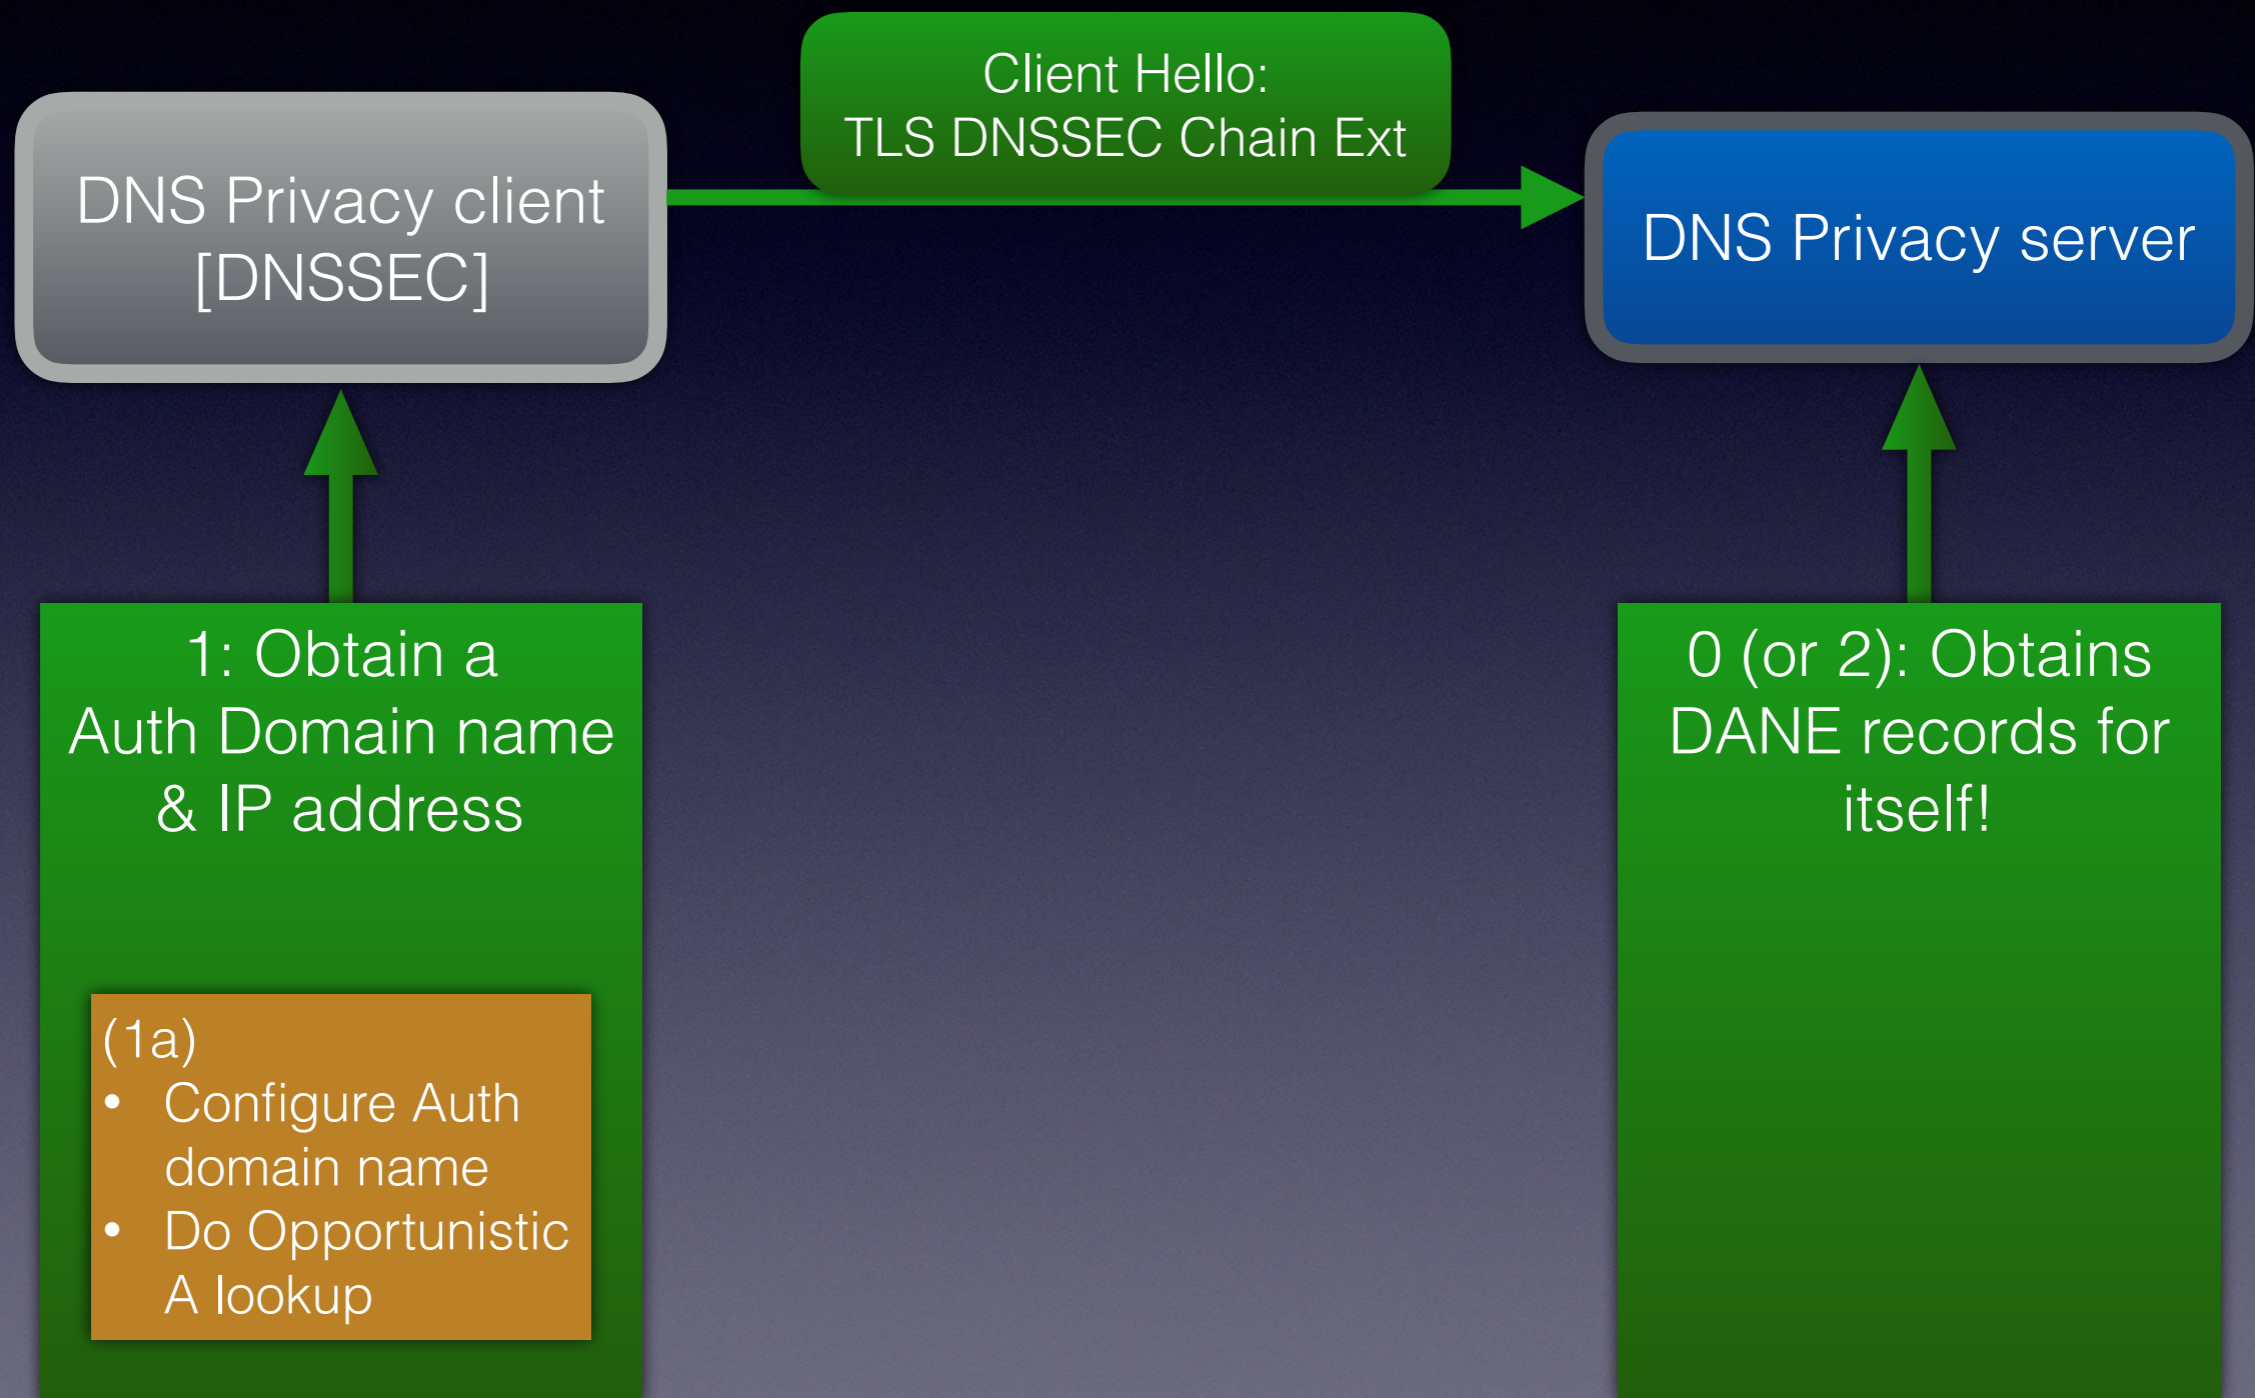 Client Hello:
TLS DNSSEC Chain Ext
DNS Privacy client
[DNSSEC]
DNS Privacy server
1: Obtain a
Auth Domain name
& IP address
(1a)
• Configure Auth
domain name
• Do Opportunistic
A lookup
0 (or 2): Obtains
DANE records for
itself!